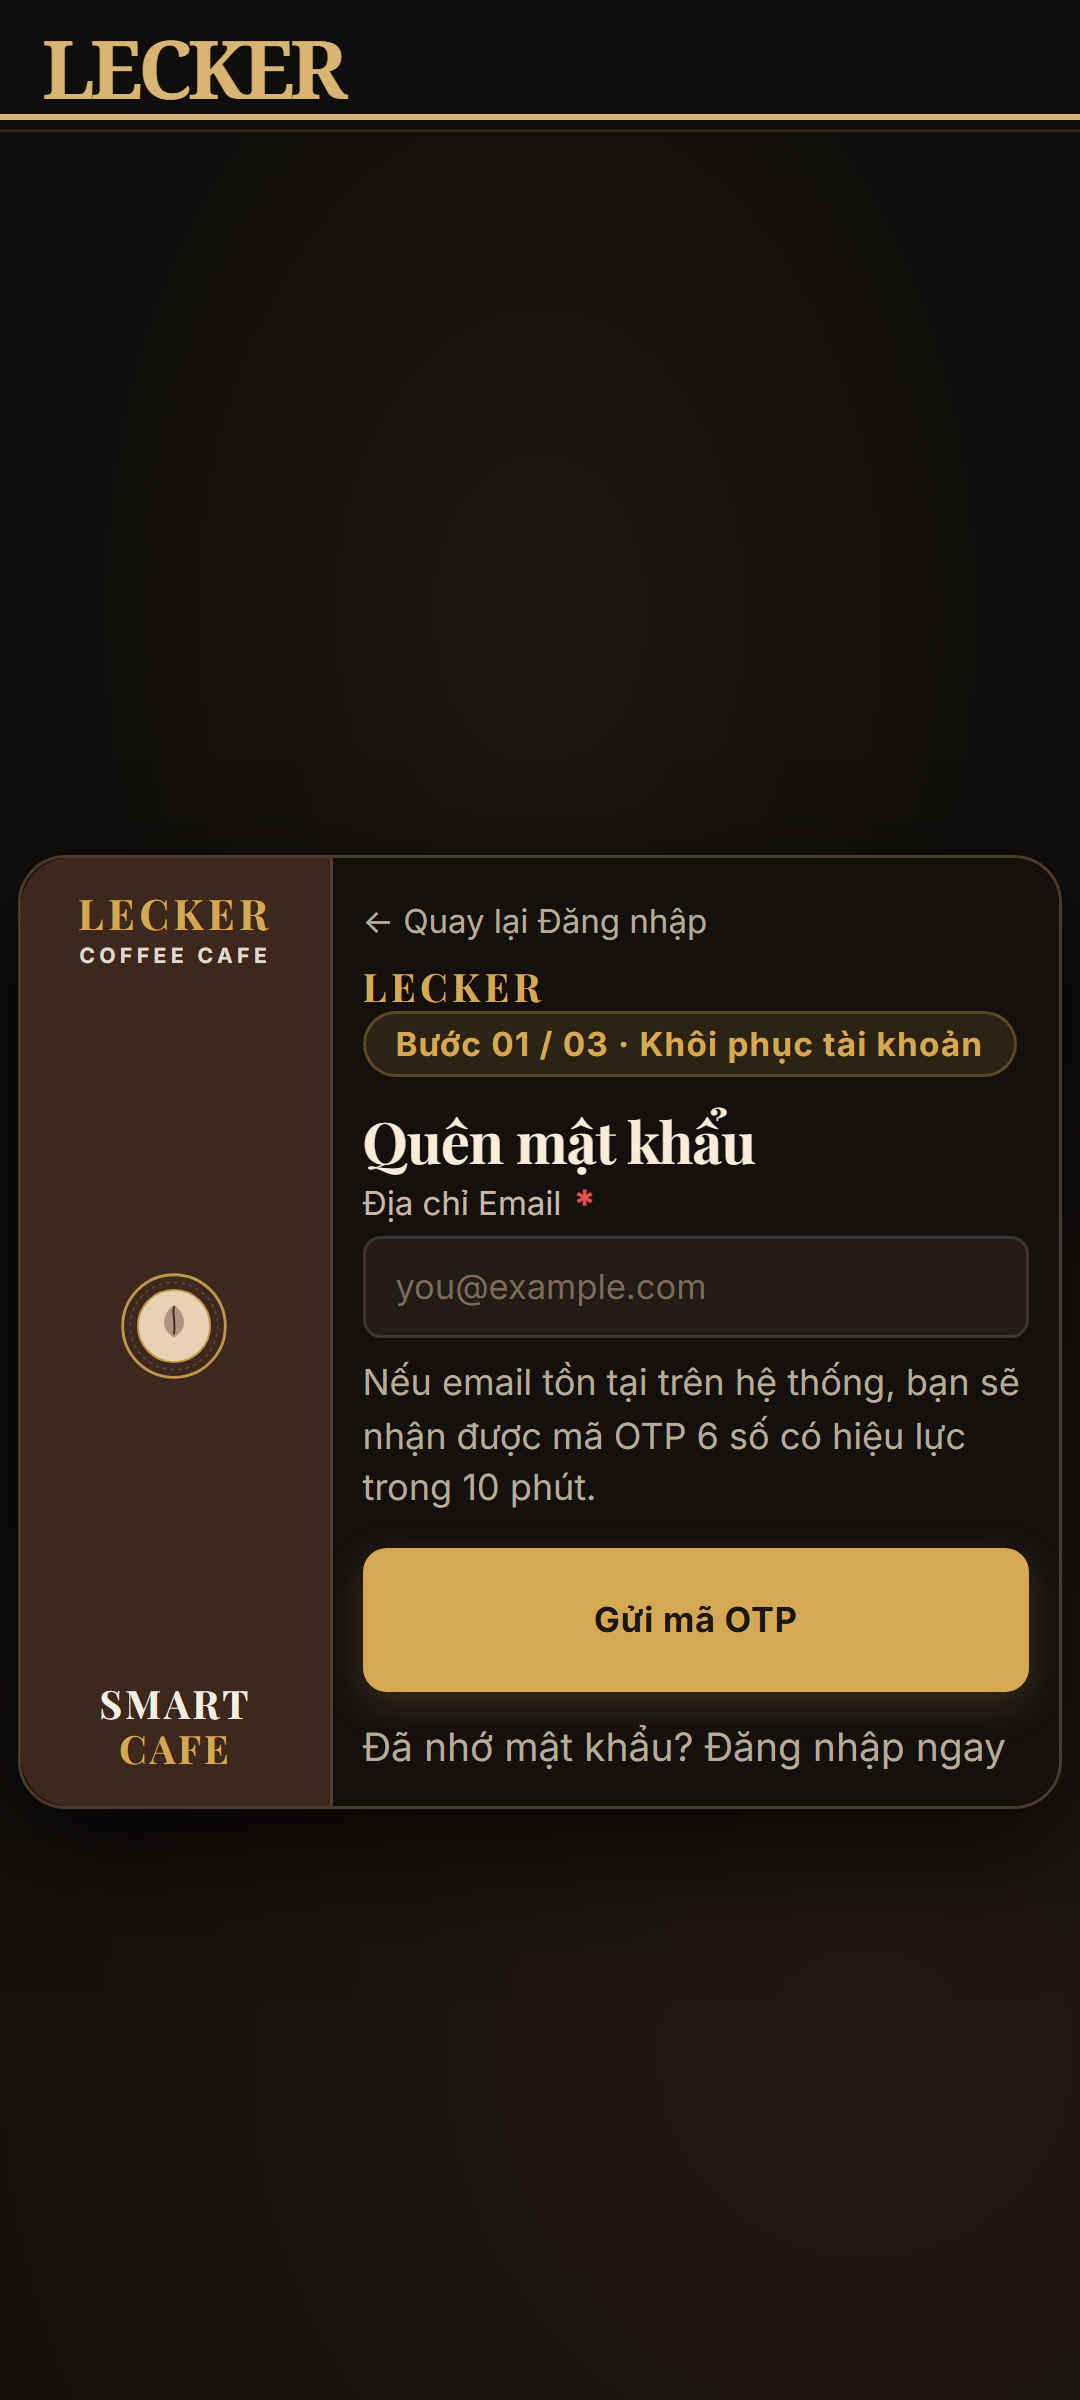 LECKER
LECKER
COFFEE CAFE
SMART
CAFE
← Quay lại Đăng nhập
LECKER
Bước 01 / 03 · Khôi phục tài khoản
Quên mật khẩu
Địa chỉ Email *
you@example.com
Nếu email tồn tại trên hệ thống, bạn sẽ
nhận được mã OTP 6 số có hiệu lực
trong 10 phút.
Gửi mã OTP
Đã nhớ mật khẩu? Đăng nhập ngay